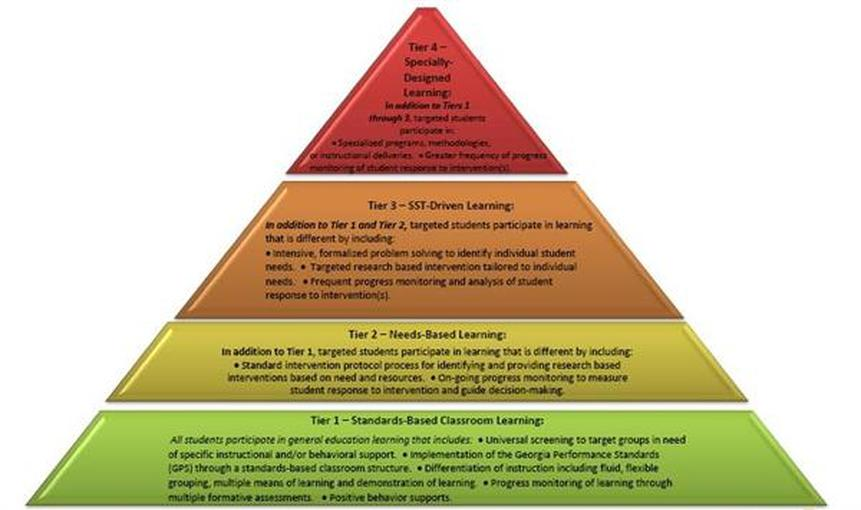 Tier 4 –
Specially-
Designed
Learning:
In addition to Tiers 1
through 3, targeted students
participate in:
• Specialized programs, methodologies,
or instructional deliveries. • Greater frequency of progress
monitoring of student response to intervention(s).
Tier 3 – SST-Driven Learning:
In addition to Tier 1 and Tier 2, targeted students participate in learning
that is different by including:
• Intensive, formalized problem solving to identify individual student
needs. • Targeted research based intervention tailored to individual
needs. • Frequent progress monitoring and analysis of student
response to intervention(s).
Tier 2 – Needs-Based Learning:
In addition to Tier 1, targeted students participate in learning that is different by including:
• Standard intervention protocol process for identifying and providing research based
interventions based on need and resources. • On-going progress monitoring to measure
student response to intervention and guide decision-making.
Tier 1 – Standards-Based Classroom Learning:
All students participate in general education learning that includes: • Universal screening to target groups in need
of specific instructional and/or behavioral support. • Implementation of the Georgia Performance Standards
(GPS) through a standards-based classroom structure. • Differentiation of instruction including fluid, flexible
grouping, multiple means of learning and demonstration of learning. • Progress monitoring of learning through
multiple formative assessments. • Positive behavior supports.